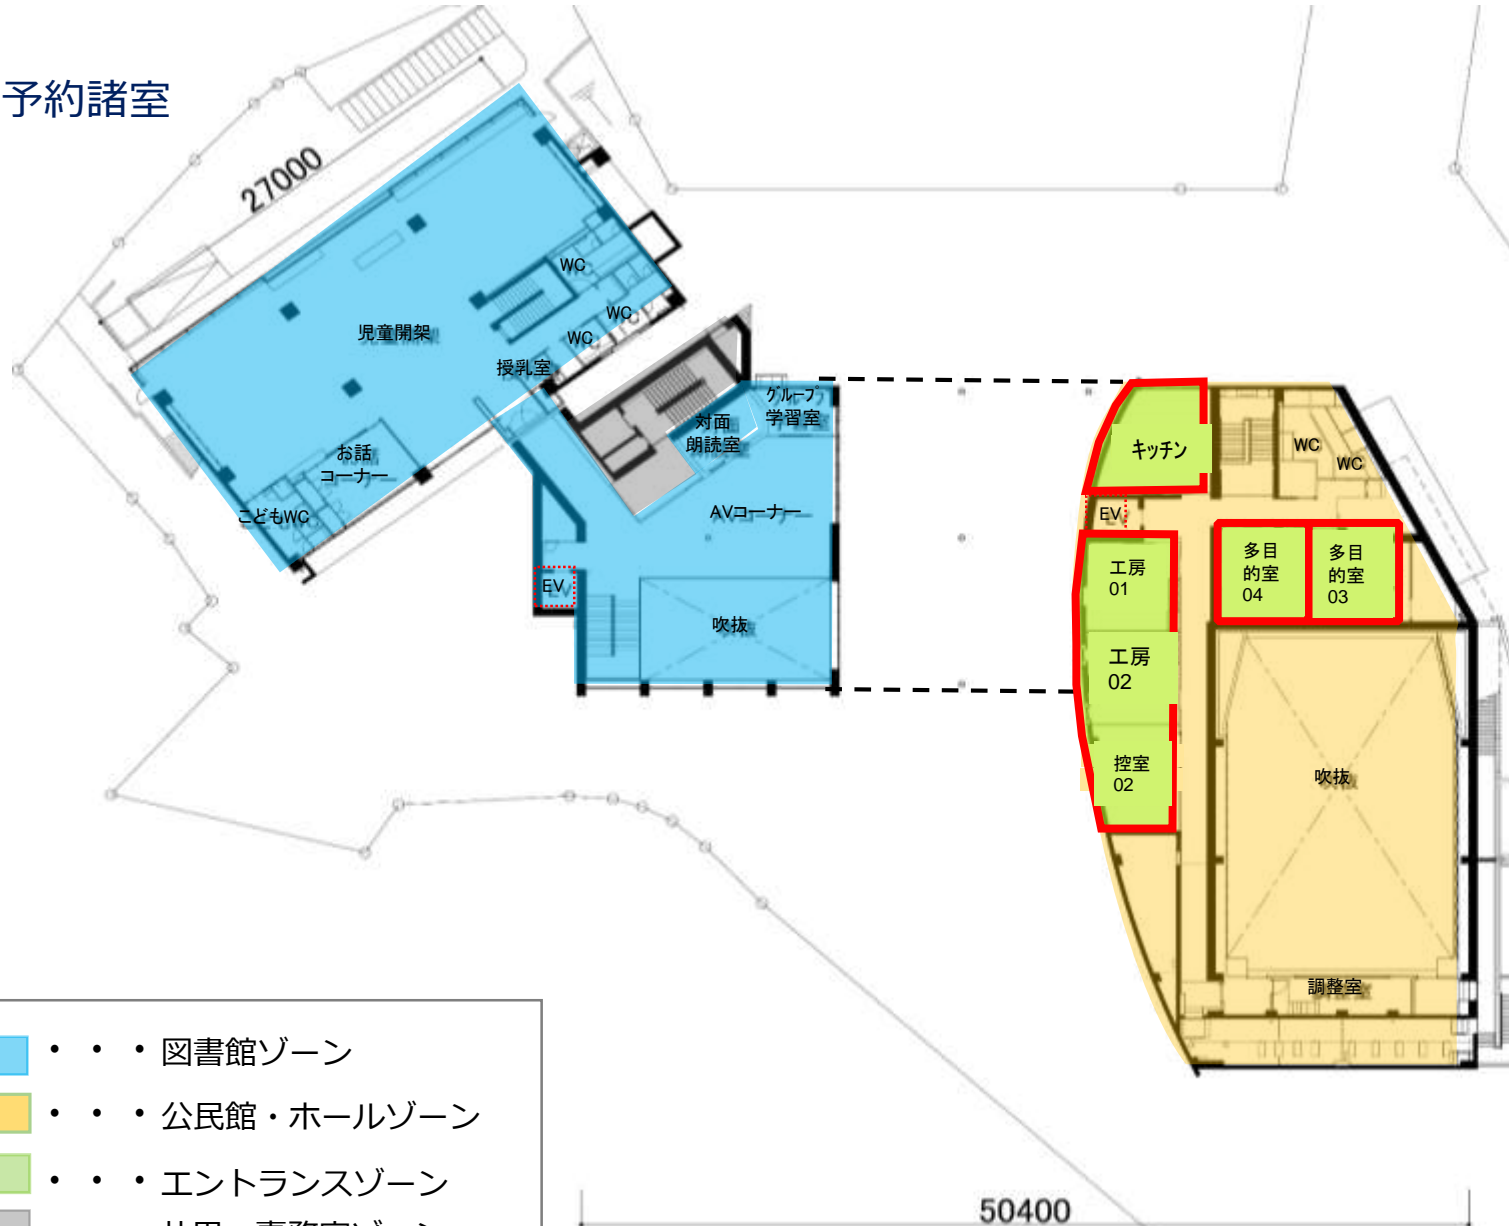 予約諸室
27000
WC
WC
WC
児童開架
授乳室
グループ
学習室
対面
朗読室
お話
コーナー
こどもWC
AVコーナー
EV
吹抜
キッチン
WC
WC
EV
工房
01
多目
的室
04
多目
的室
03
工房
02
控室
02
吹抜
調整室
・・・図書館ゾーン
・・・公民館・ホールゾーン
・・・エントランスゾーン
50400